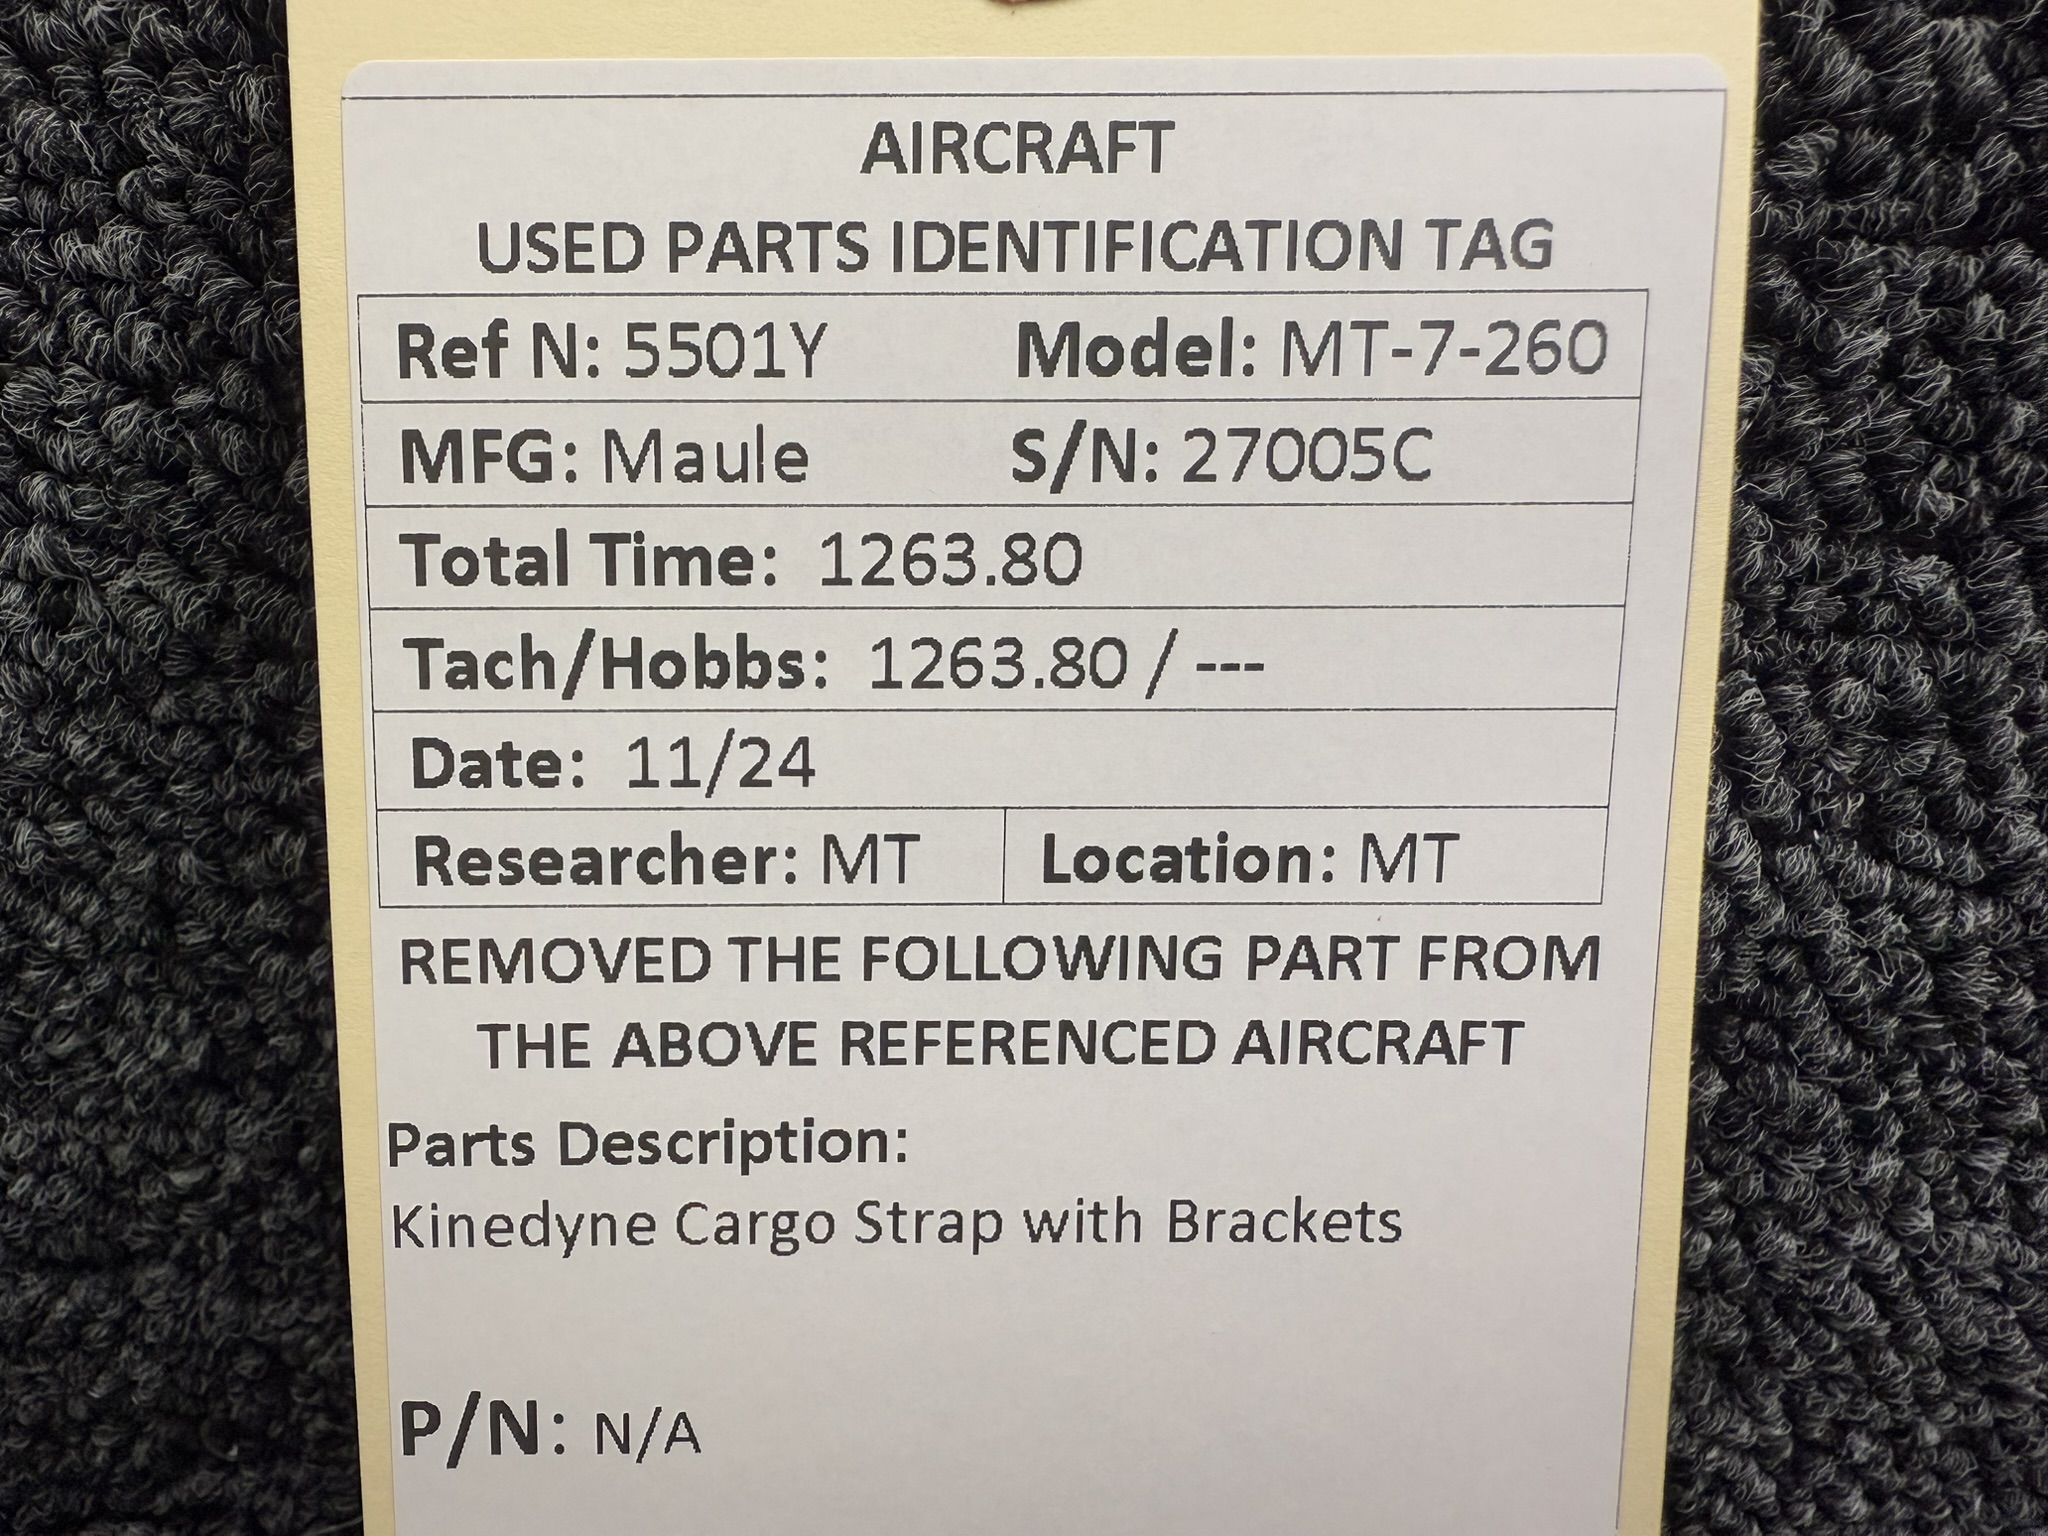 AIRCRAFT
USED PARTS IDENTIFICATION TAG
Ref N: 5501Y Model: MT-7-260
MFG: Maule S/N: 27005C
Total Time: 1263.80
Tach/Hobbs: 1263.80 / ---
Date: 11/24
Researcher: MT Location: MT
REMOVED THE FOLLOWING PART FROM
THE ABOVE REFERENCED AIRCRAFT
Parts Description:
Kinedyne Cargo Strap with Brackets
P/N: N/A